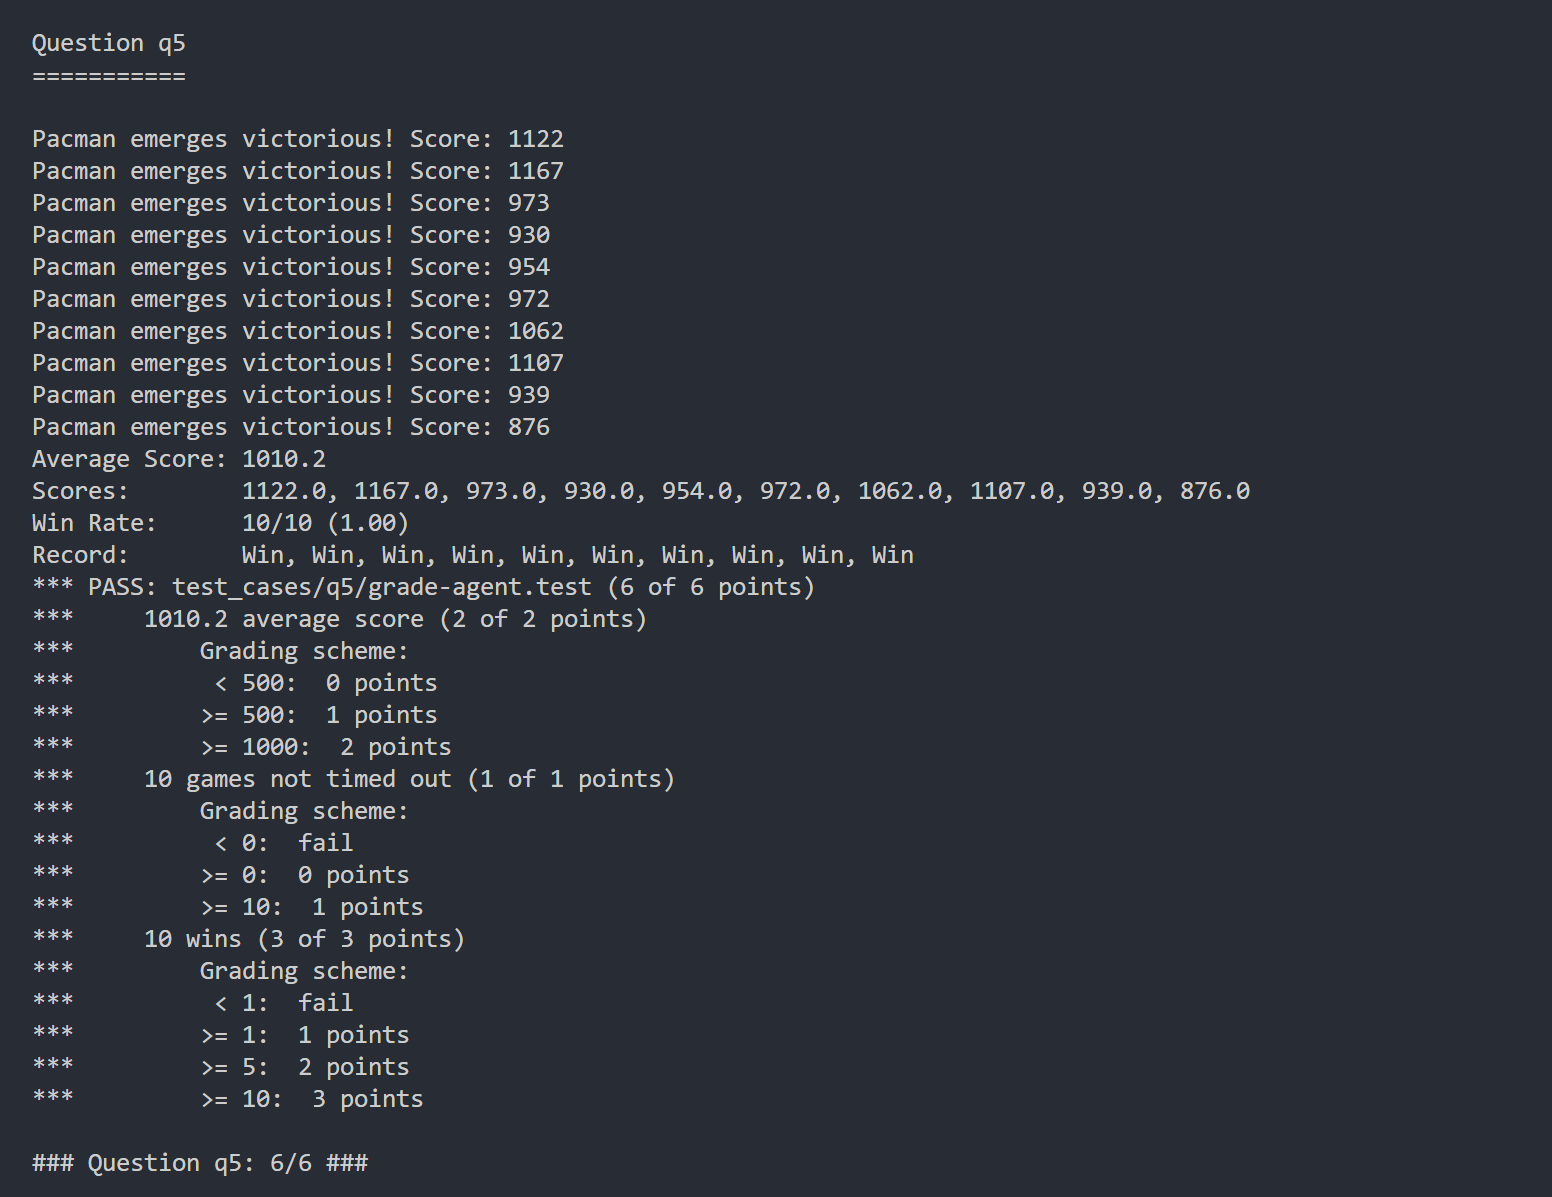 Question q5
===========
Pacman emerges victorious! Score: 1122
Pacman emerges victorious! Score: 1167
Pacman emerges victorious! Score: 973
Pacman emerges victorious! Score: 930
Pacman emerges victorious! Score: 954
Pacman emerges victorious! Score: 972
Pacman emerges victorious! Score: 1062
Pacman emerges victorious! Score: 1107
Pacman emerges victorious! Score: 939
Pacman emerges victorious! Score: 876
Average Score: 1010.2
Scores:        1122.0, 1167.0, 973.0, 930.0, 954.0, 972.0, 1062.0, 1107.0, 939.0, 876.0
Win Rate:      10/10 (1.00)
Record:        Win, Win, Win, Win, Win, Win, Win, Win, Win, Win
*** PASS: test_cases/q5/grade-agent.test (6 of 6 points)
***     1010.2 average score (2 of 2 points)
***         Grading scheme:
***          < 500:  0 points
***         >= 500:  1 points
***         >= 1000:  2 points
***     10 games not timed out (1 of 1 points)
***         Grading scheme:
***          < 0:  fail
***         >= 0:  0 points
***         >= 10:  1 points
***     10 wins (3 of 3 points)
***         Grading scheme:
***          < 1:  fail
***         >= 1:  1 points
***         >= 5:  2 points
***         >= 10:  3 points
### Question q5: 6/6 ###